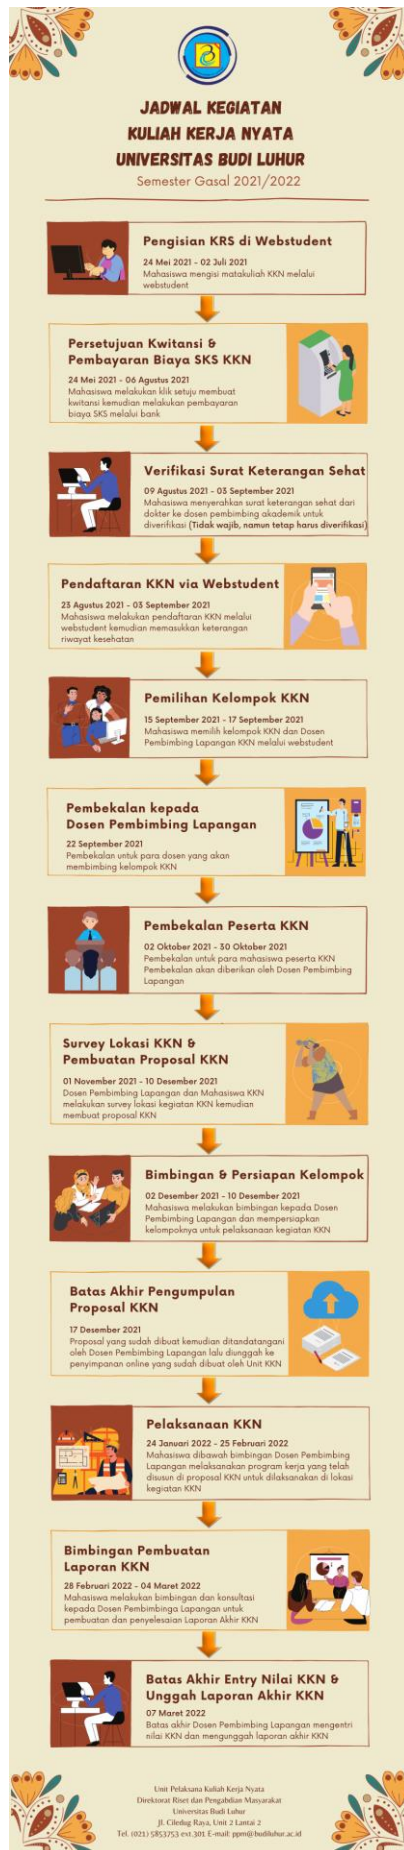 JADWAL KEGIATAN
KULIAH KERJA NYATA
UNIVERSITAS BUDI LUHUR
Semester Gasal 2021/2022
Pengisian KRS di Webstudent
24 Mei 2021 - 02 Juli 2021
Mahasiswa mengisi matakuliah KKN melalui
webstudent
Persetujuan Kwitansi &
Pembayaran Biaya SKS KKN
24 Mei 2021 - 06 Agustus 2021
Mahasiswa melakukan klik setuju membuat
kwitansi kemudian melakukan pembayaran
biaya SKS melalui bank
Verifikasi Surat Keterangan Sehat
09 Agustus 2021 - 03 September 2021
Mahasiswa menyerahkan surat keterangan sehat dari
dokter ke dosen pembimbing akademik untuk
diverifikasi (Tidak wajib, namun tetap harus diverifikasi)
Pendaftaran KKN via Webstudent
23 Agustus 2021 - 03 September 2021
Mahasiswa melakukan pendaftaran KKN melalui
webstudent kemudian memasukkan keterangan
riwayat kesehatan
Pemilihan Kelompok KKN
15 September 2021 - 17 September 2021
Mahasiswa memilih kelompok KKN dan Dosen
Pembimbing Lapangan KKN melalui webstudent
Pembekalan kepada
Dosen Pembimbing Lapangan
22 September 2021
Pembekalan untuk para dosen yang akan
membimbing kelompok KKN
Pembekalan Peserta KKN
02 Oktober 2021 - 30 Oktober 2021
Pembekalan untuk para mahasiswa peserta KKN
Pembekalan akan diberikan oleh Dosen Pembimbing
Lapangan
Survey Lokasi KKN &
Pembuatan Proposal KKN
01 November 2021 - 10 Desember 2021
Dosen Pembimbing Lapangan dan Mahasiswa KKN
melakukan survey lokasi kegiatan KKN kemudian
membuat proposal KKN
Bimbingan & Persiapan Kelompok
02 Desember 2021 - 10 Desember 2021
Mahasiswa melakukan bimbingan kepada Dosen
Pembimbing Lapangan dan mempersiapkan
kelompoknya untuk pelaksanaan kegiatan KKN
Batas Akhir Pengumpulan
Proposal KKN
17 Desember 2021
Proposal yang sudah dibuat kemudian ditandatangani
oleh Dosen Pembimbing Lapangan lalu diunggah ke
penyimpanan online yang sudah dibuat oleh Unit KKN
Pelaksanaan KKN
24 Januari 2022 - 25 Februari 2022
Mahasiswa dibawah bimbingan Dosen Pembimbing
Lapangan melaksanakan program kerja yang telah
disusun di proposal KKN untuk dilaksanakan di lokasi
kegiatan KKN
Bimbingan Pembuatan
Laporan KKN
28 Februari 2022 - 04 Maret 2022
Mahasiswa melakukan bimbingan dan konsultasi
kepada Dosen Pembimbinga Lapangan untuk
pembuatan dan penyelesaian Laporan Akhir KKN
Batas Akhir Entry Nilai KKN &
Unggah Laporan Akhir KKN
07 Maret 2022
Batas akhir Dosen Pembimbing Lapangan mengentri
nilai KKN dan mengunggah laporan akhir KKN
Unit Pelaksana Kuliah Kerja Nyata
Direktorat Riset dan Pengabdian Masyarakat
Universitas Budi Luhur
Jl. Ciledug Raya, Unit 2 Lantai 2
Tel. (021) 5853753 ext.301 E-mail: ppm@budiluhur.ac.id